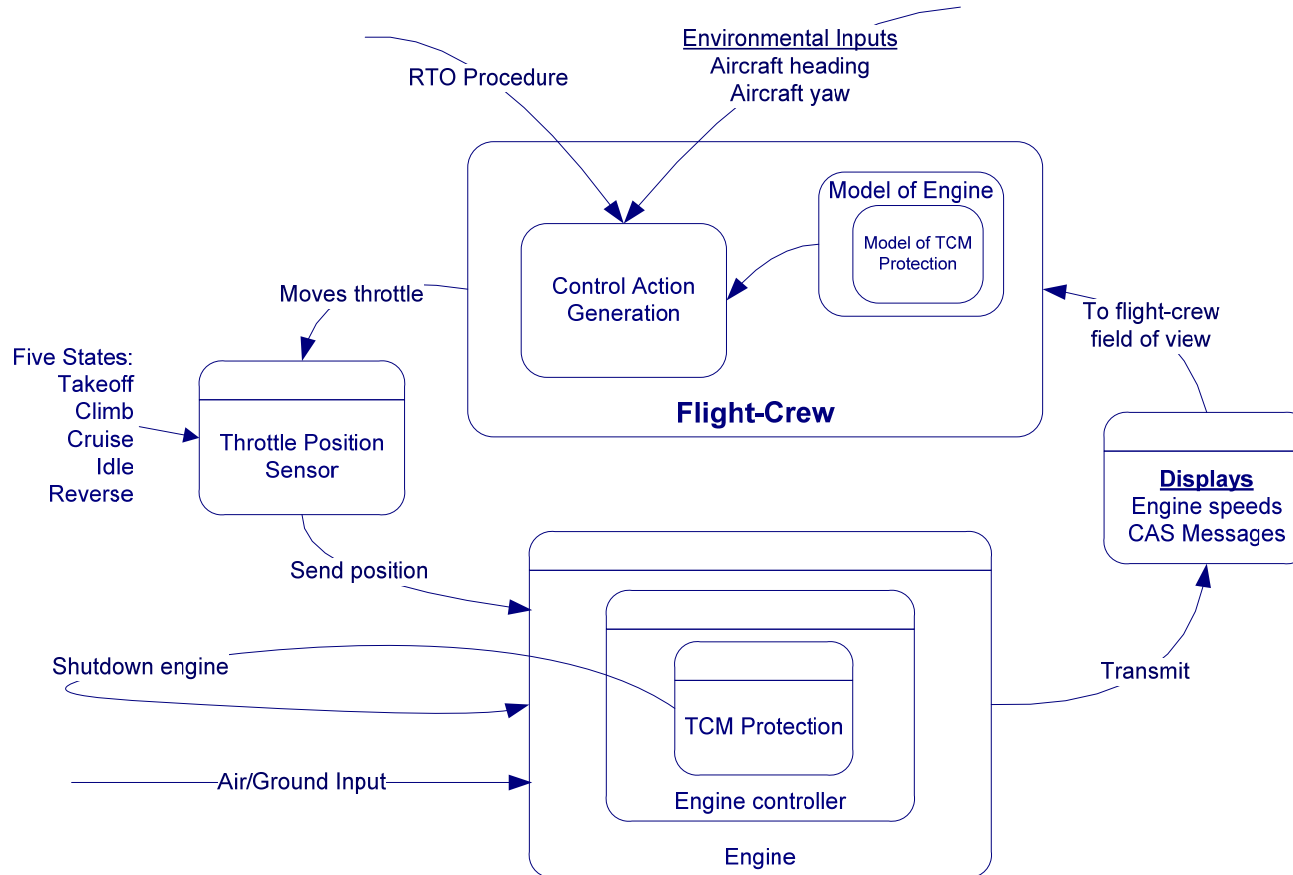 RTO Procedure
Environmental Inputs
Aircraft heading
Aircraft yaw
Model of Engine
Model of TCM
Protection
Control Action
Generation
Flight-Crew
Moves throttle
To flight-crew
field of view
Five States:
Takeoff
Climb
Cruise
Idle
Reverse
Throttle Position
Sensor
Displays
Engine speeds
CAS Messages
Send position
Shutdown engine
Transmit
TCM Protection
Air/Ground Input
Engine controller
Engine